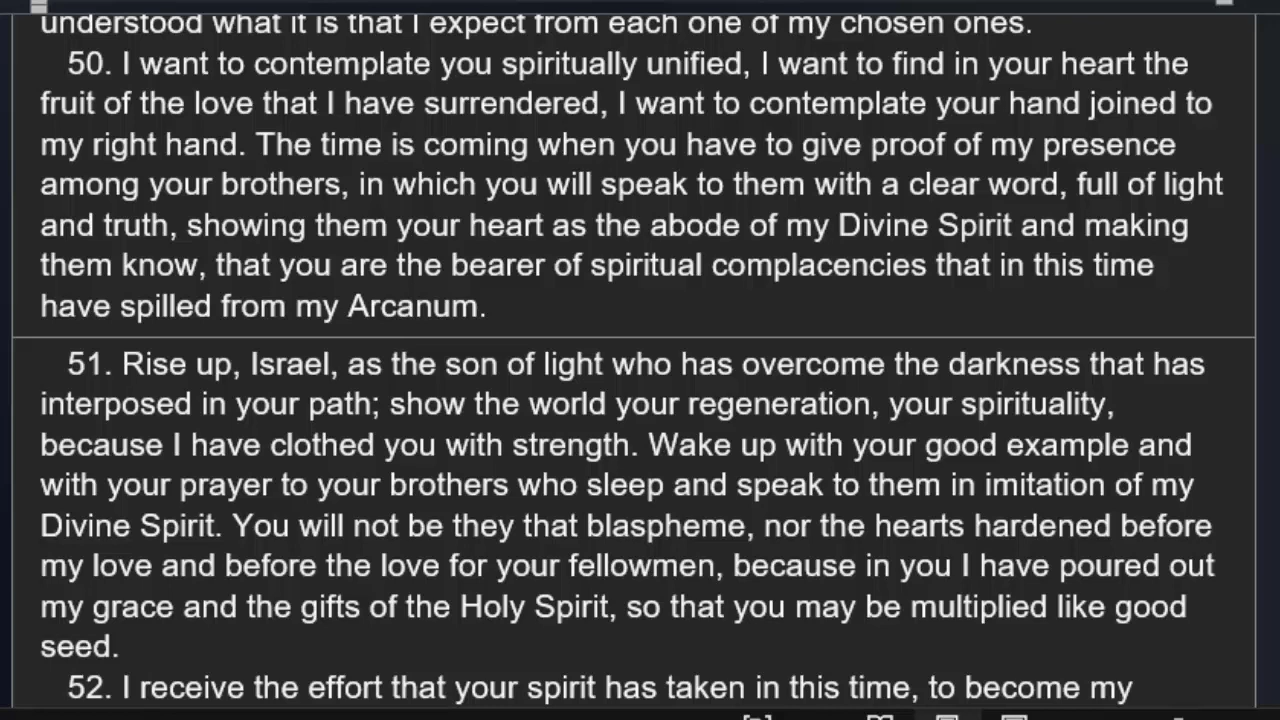 understood what it is that I expect from each one of my chosen ones.
50. I want to contemplate you spiritually unified, I want to find in your heart the
fruit of the love that I have surrendered, I want to contemplate your hand joined to
my right hand. The time is coming when you have to give proof of my presence
among your brothers, in which you will speak to them with a clear word, full of light
and truth, showing them your heart as the abode of my Divine Spirit and making
them know, that you are the bearer of spiritual complacencies that in this time
have spilled from my Arcanum.
51. Rise up, Israel, as the son of light who has overcome the darkness that has
interposed in your path; show the world your regeneration, your spirituality,
because I have clothed you with strength. Wake up with your good example and
with your prayer to your brothers who sleep and speak to them in imitation of my
Divine Spirit. You will not be they that blaspheme, nor the hearts hardened before
my love and before the love for your fellowmen, because in you I have poured out
my grace and the gifts of the Holy Spirit, so that you may be multiplied like good
seed.
52. I receive the effort that your spirit has taken in this time, to become my